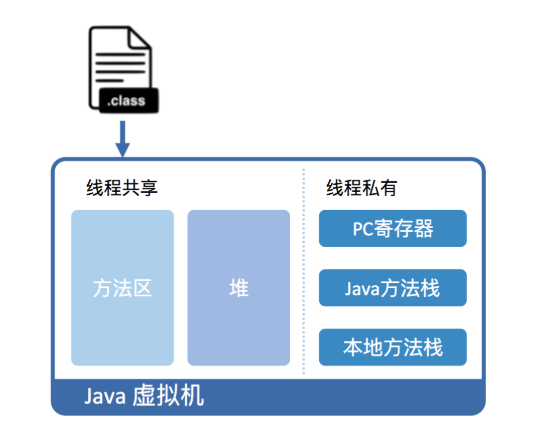 .class
线程共享
线程私有
方法区
堆
PC寄存器
Java方法栈
本地方法栈
Java 虚拟机